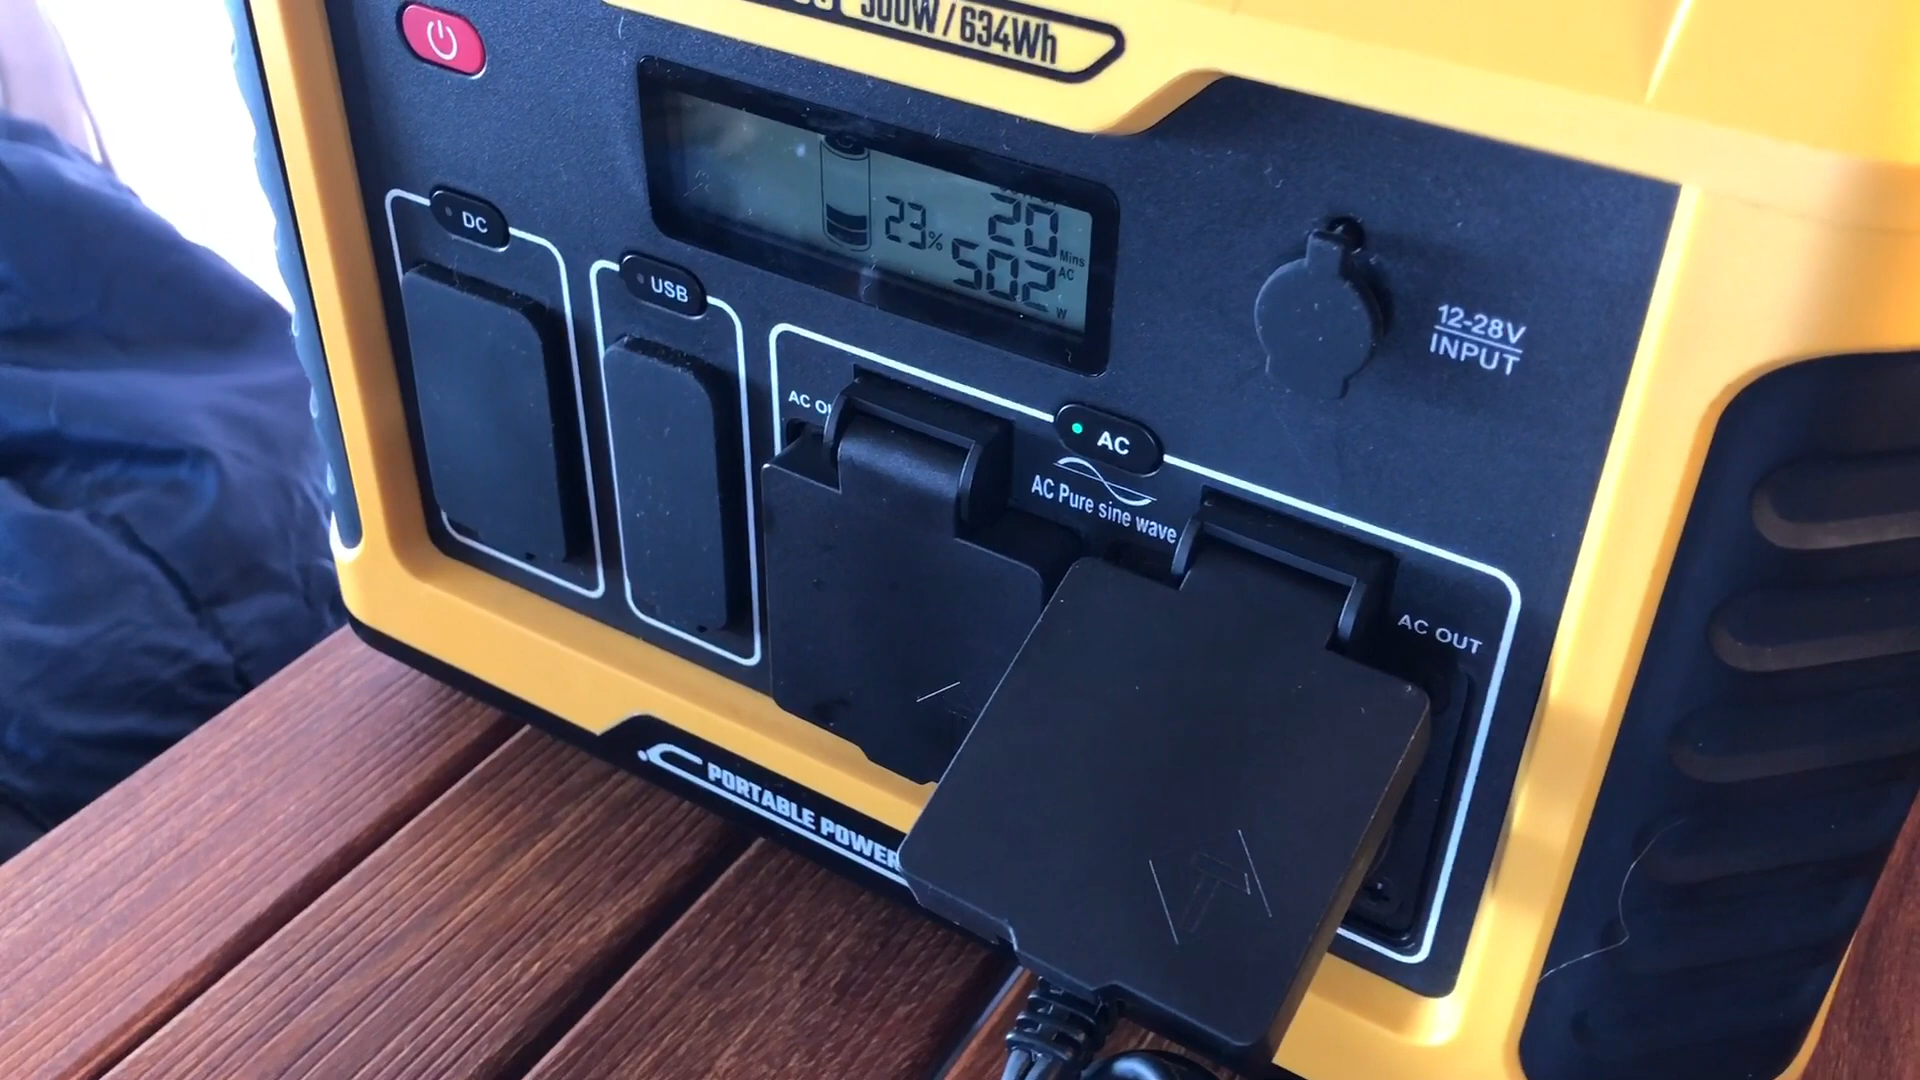 500W/634Wh
DC
USB
23%
20 Mins
502 AC
W
12-28V
INPUT
AC
AC Pure sine wave
AC OUT
PORTABLE POWER